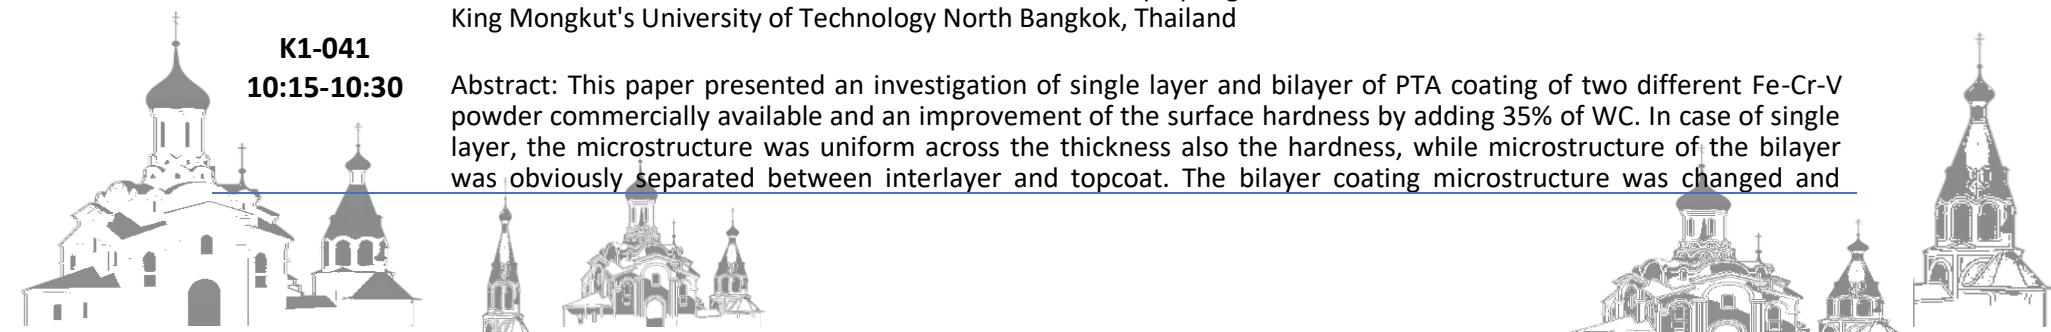 King Mongkut's University of Technology North Bangkok, Thailand
K1-041
10:15-10:30
Abstract: This paper presented an investigation of single layer and bilayer of PTA coating of two different Fe-Cr-V
powder commercially available and an improvement of the surface hardness by adding 35% of WC. In case of single
layer, the microstructure was uniform across the thickness also the hardness, while microstructure of the bilayer
was obviously separated between interlayer and topcoat. The bilayer coating microstructure was changed and